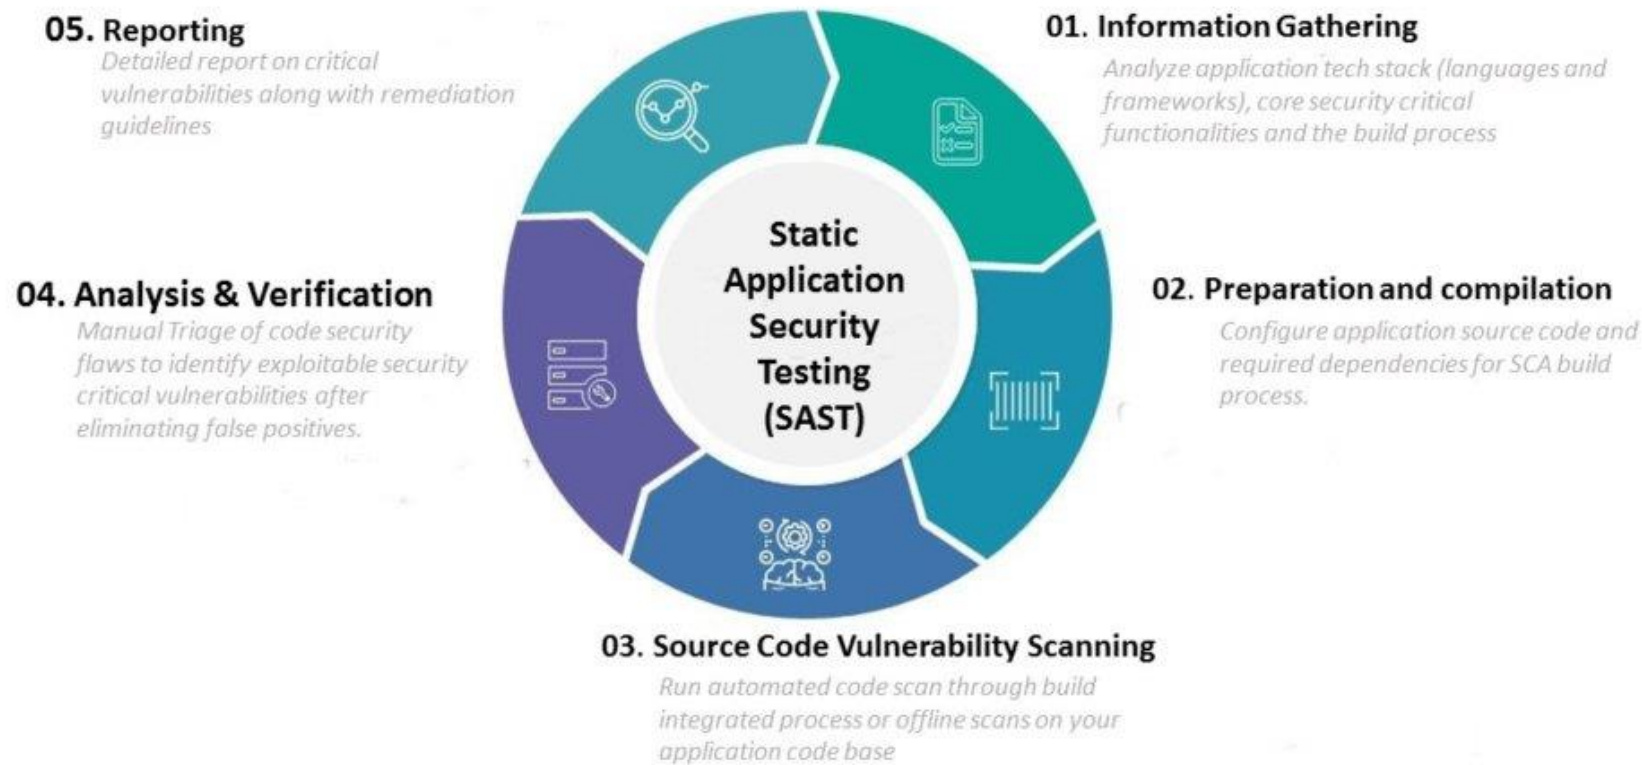 05. Reporting
Detailed report on critical
vulnerabilities along with remediation
guidelines
01. Information Gathering
Analyze application tech stack (languages and
frameworks), core security critical
functionalities and the build process
Static
Application
Security
Testing
(SAST)
02. Preparation and compilation
Configure application source code and
required dependencies for SCA build
process.
04. Analysis & Verification
Manual Triage of code security
flaws to identify exploitable security
critical vulnerabilities after
eliminating false positives.
03. Source Code Vulnerability Scanning
Run automated code scan through build
integrated process or offline scans on your
application code base